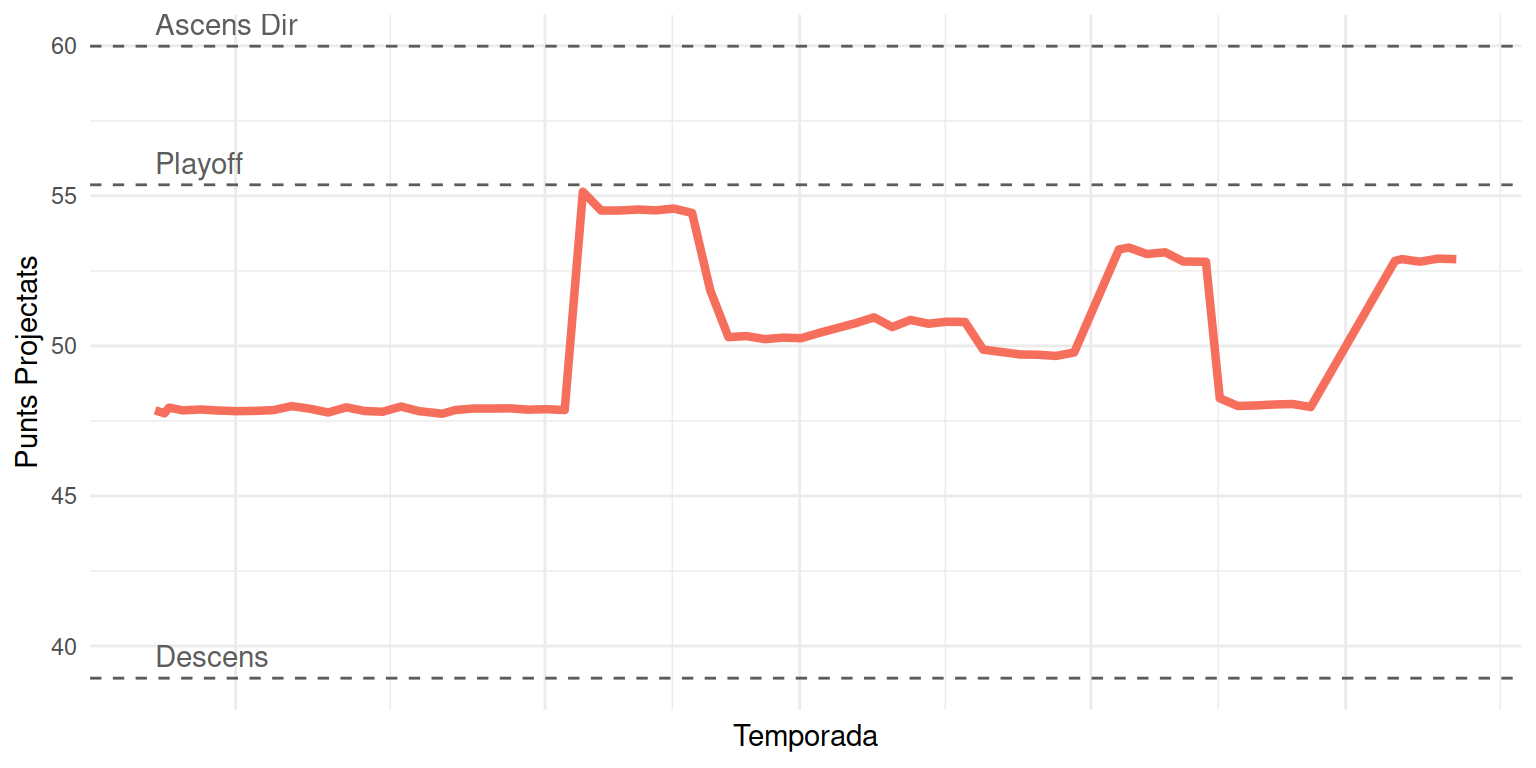 Ascens Dir
60
Playoff
55
Punts Projectats
50
45
40
Descens
Temporada